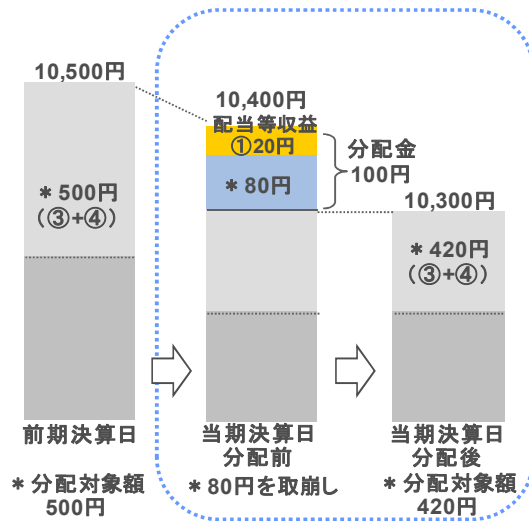 10,500円
＊500円
（③＋④）
前期決算日
＊分配対象額
500円
10,400円
配当等収益
①20円
＊80円
分配金
100円
当期決算日
分配前
＊80円を取崩し
10,300円
＊420円
（③＋④）
当期決算日
分配後
＊分配対象額
420円